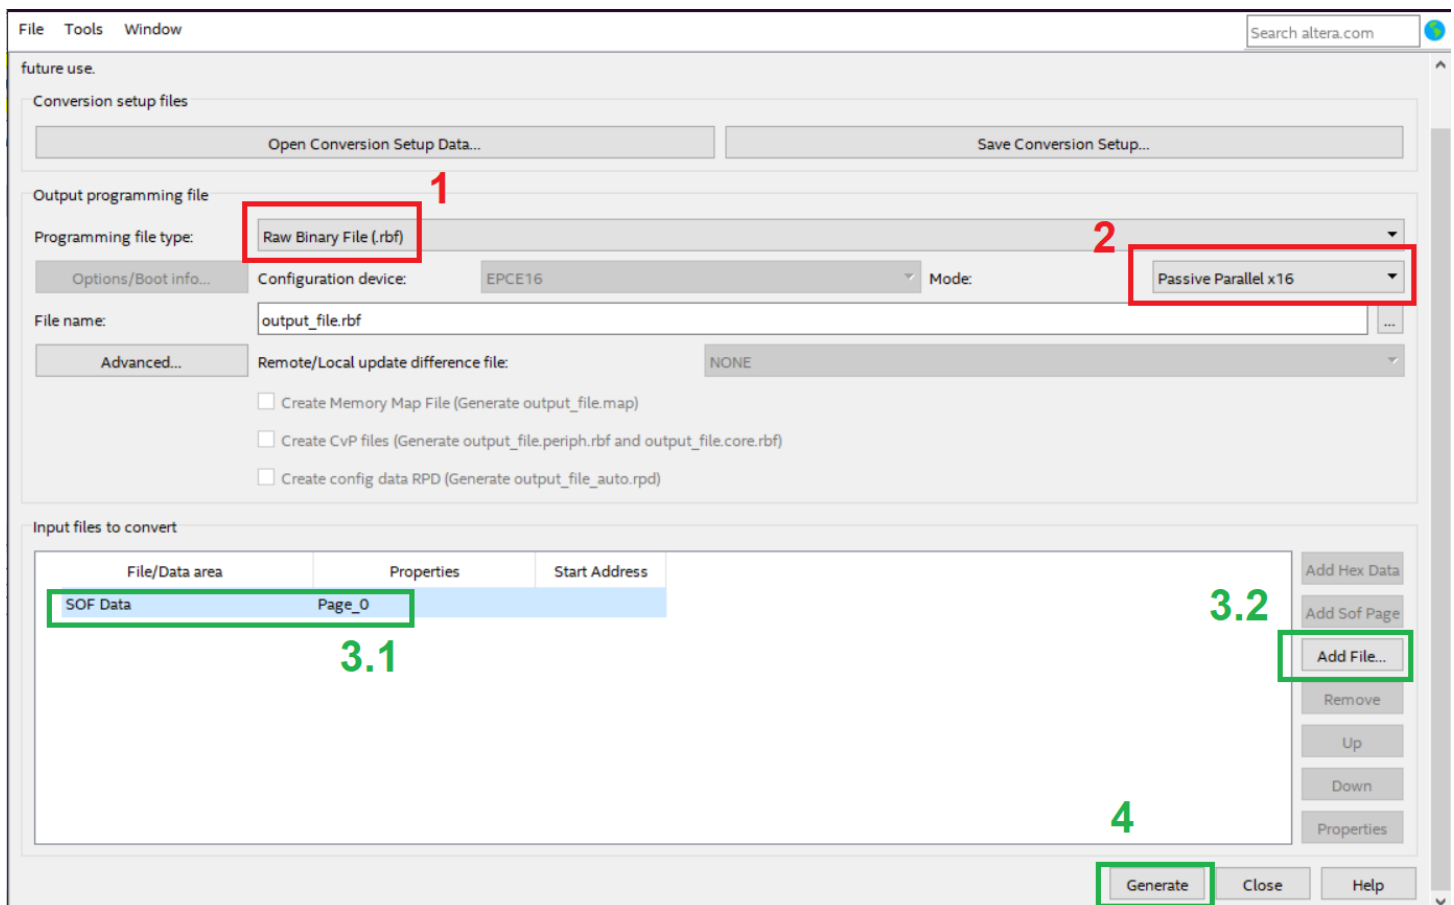 File Tools Window Search altera.com
future use.
Conversion setup files
Open Conversion Setup Data... Save Conversion Setup...
1
Output programming file
Programming file type: Raw Binary File (.rbf) 2
Options/Boot info... Configuration device: EPCE16 Mode: Passive Parallel x16
File name: output_file.rbf ...
Advanced... Remote/Local update difference file: NONE
Create Memory Map File (Generate output_file.map)
Create CvP files (Generate output_file.periph.rbf and output_file.core.rbf)
Create config data RPD (Generate output_file_auto.rpd)
Input files to convert
File/Data area Properties Start Address Add Hex Data
SOF Data Page_0 3.2 Add Sof Page
3.1 Add File...
Remove
Up
Down
4 Properties
Generate Close Help